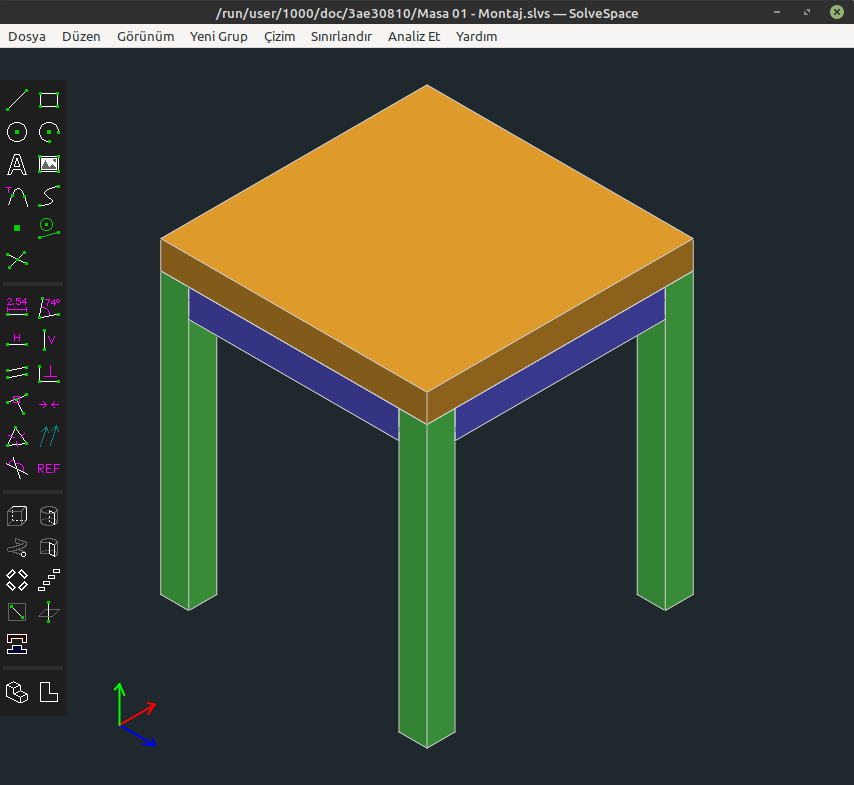 /run/user/1000/doc/3ae30810/Masa 01 - Montaj.slvs — SolveSpace
Dosya Düzen Görünüm Yeni Grup Çizim Sınırlandır Analiz Et Yardım
A
T
2.54 74°
H V
REF